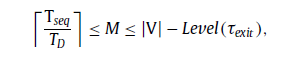 ⌈T_seq / T_D⌉ ≤ M ≤ |V| − Level(τ_exit),